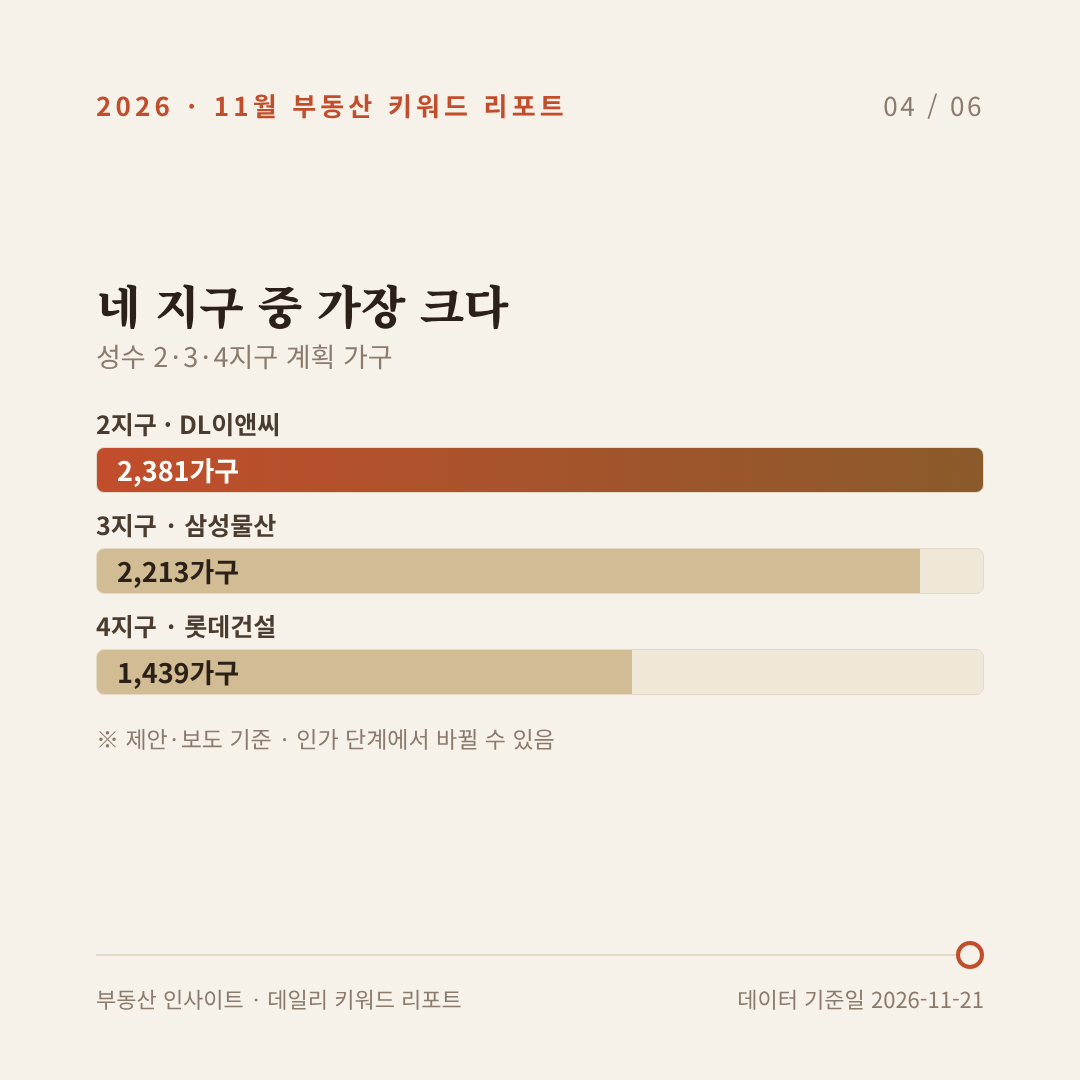 2026 · 11월 부동산 키워드 리포트
04 / 06
네 지구 중 가장 크다
성수 2·3·4지구 계획 가구
2지구 · DL이앤씨
2,381가구
3지구 · 삼성물산
2,213가구
4지구 · 롯데건설
1,439가구
※ 제안·보도 기준 · 인가 단계에서 바뀔 수 있음
부동산 인사이트 · 데일리 키워드 리포트
데이터 기준일 2026-11-21